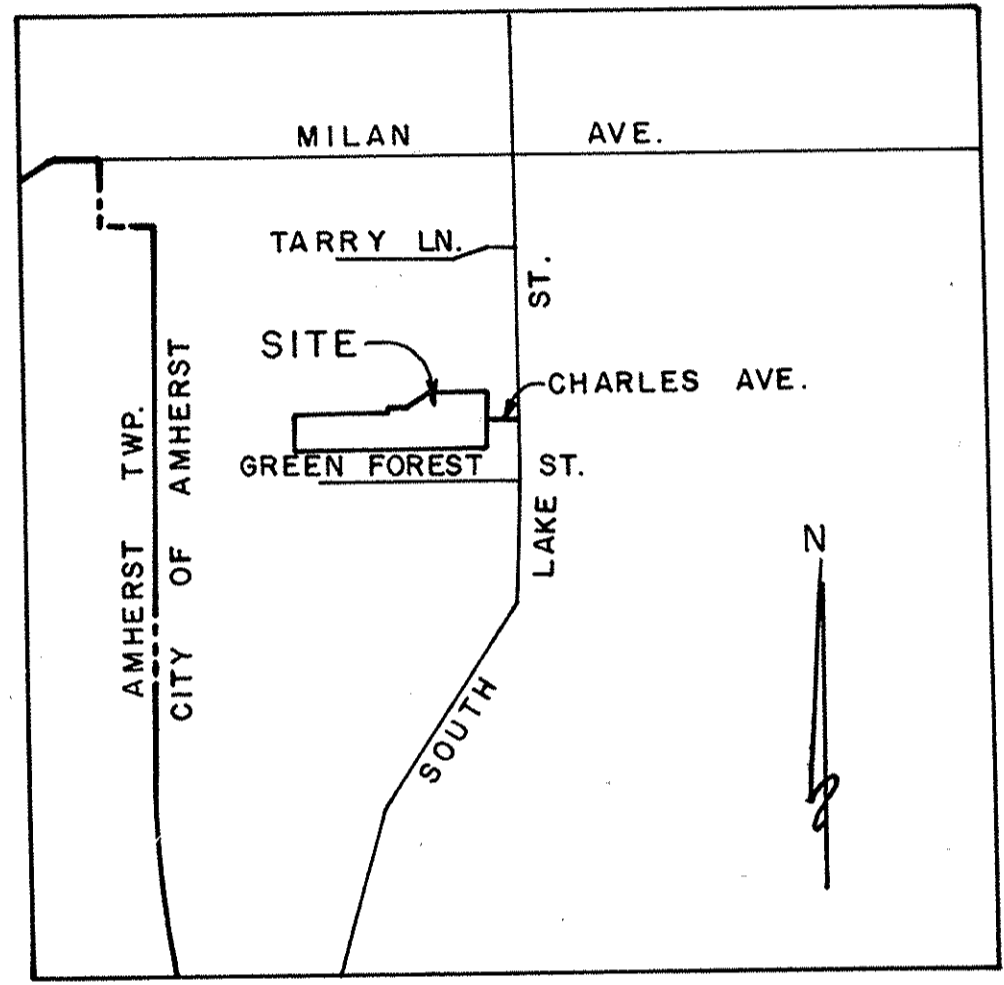 MILAN AVE.
TARRY LN.
ST.
SITE
CHARLES AVE.
GREEN FOREST ST.
AMHERST TWP.
CITY OF AMHERST
LAKE
N
SOUTH